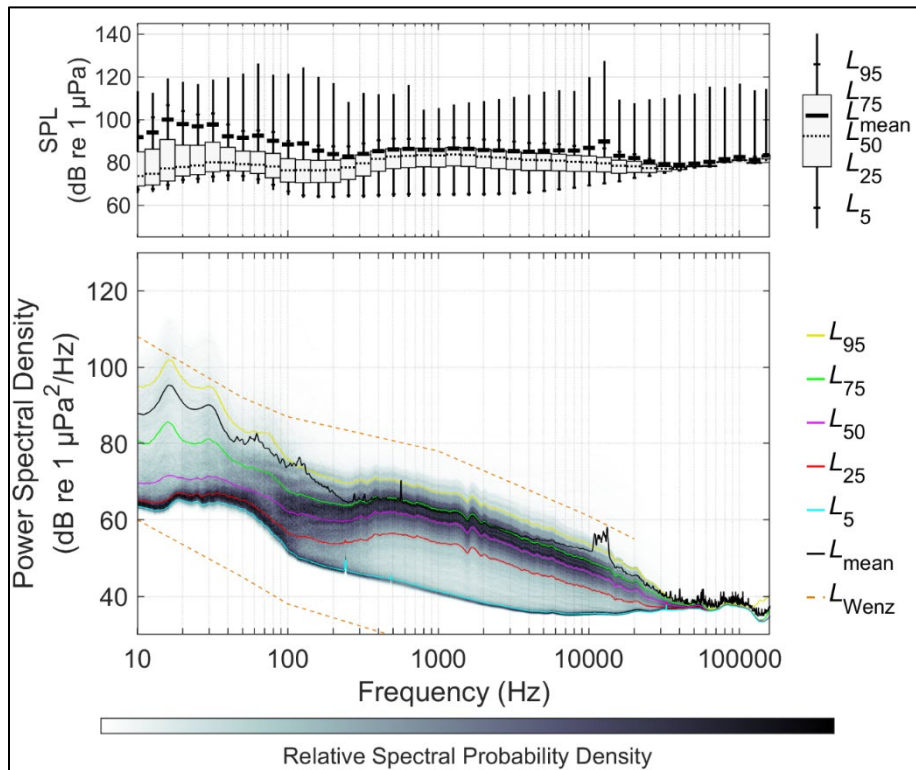 140
120
100
80
60
SPL
(dB re 1 µPa)
L95
L75
Lmean
L50
L25
L5
120
100
80
60
40
Power Spectral Density
(dB re 1 µPa²/Hz)
10 100 1000 10000 100000
Frequency (Hz)
L95
L75
L50
L25
L5
Lmean
LWenz
Relative Spectral Probability Density